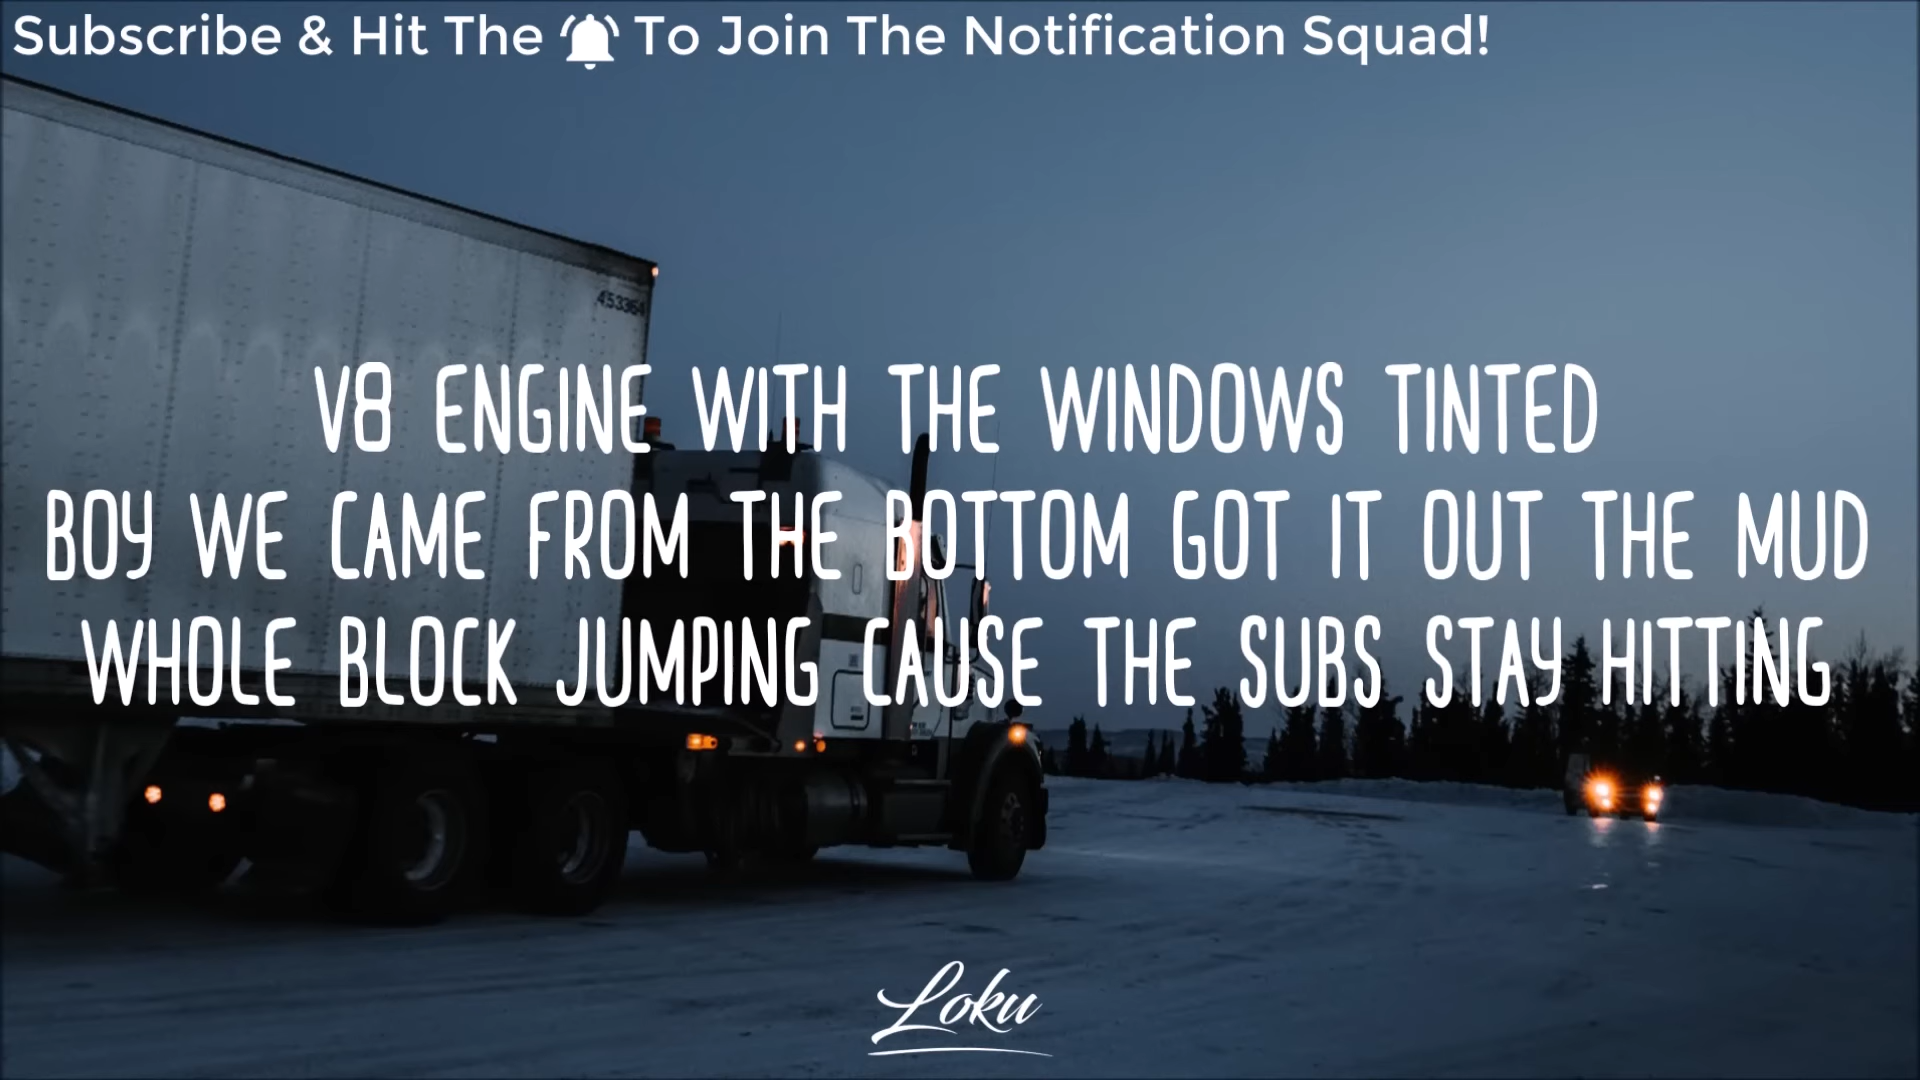 Subscribe & Hit The 🔔 To Join The Notification Squad!
453364
V8 ENGINE WITH THE WINDOWS TINTED
BOY WE CAME FROM THE BOTTOM GOT IT OUT THE MUD
WHOLE BLOCK JUMPING CAUSE THE SUBS STAY HITTING
Loku